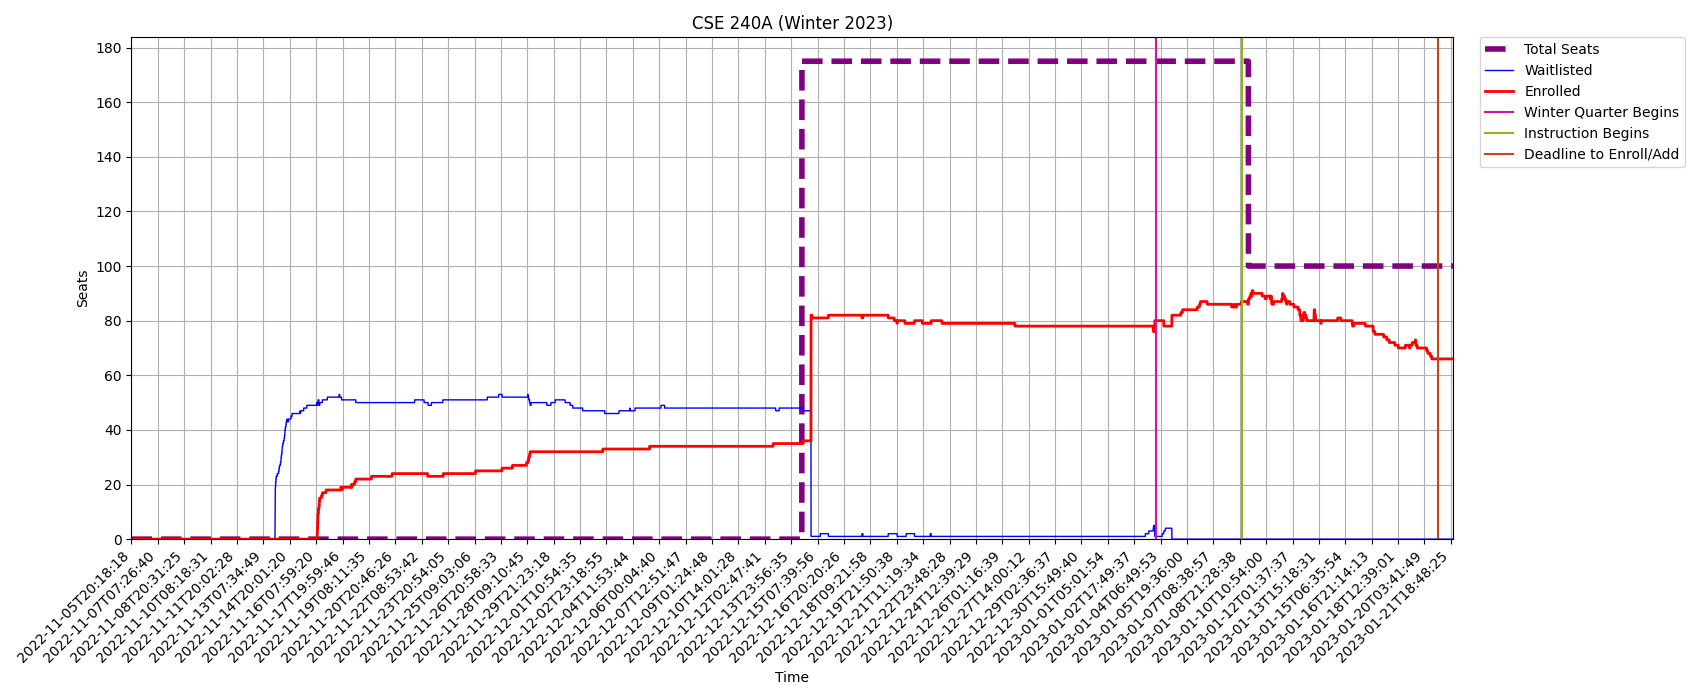 CSE 240A (Winter 2023)
Total Seats
Waitlisted
Enrolled
Winter Quarter Begins
Instruction Begins
Deadline to Enroll/Add
Seats
180
160
140
120
100
80
60
40
20
0
2022-11-05T20:18:18
2022-11-07T07:26:40
2022-11-08T20:31:25
2022-11-10T08:18:31
2022-11-11T20:02:28
2022-11-13T07:34:49
2022-11-14T20:01:20
2022-11-16T07:59:20
2022-11-17T19:59:46
2022-11-19T08:11:35
2022-11-20T20:46:26
2022-11-22T08:53:42
2022-11-23T20:54:05
2022-11-25T09:03:06
2022-11-26T20:58:33
2022-11-28T09:10:45
2022-11-29T21:23:18
2022-12-01T10:54:35
2022-12-02T23:18:55
2022-12-04T11:53:44
2022-12-06T00:04:40
2022-12-07T12:51:47
2022-12-09T01:24:48
2022-12-10T14:01:28
2022-12-12T02:47:41
2022-12-13T23:56:35
2022-12-15T07:39:56
2022-12-16T20:20:26
2022-12-18T09:21:58
2022-12-19T21:50:38
2022-12-21T11:19:34
2022-12-22T23:48:28
2022-12-24T12:39:29
2022-12-26T01:16:39
2022-12-27T14:00:12
2022-12-29T02:36:37
2022-12-30T15:49:40
2023-01-01T05:01:54
2023-01-02T17:49:37
2023-01-04T06:49:53
2023-01-05T19:36:00
2023-01-07T08:38:57
2023-01-08T21:28:38
2023-01-10T10:54:00
2023-01-12T01:37:37
2023-01-13T15:18:31
2023-01-15T06:35:54
2023-01-16T21:14:13
2023-01-18T12:39:01
2023-01-20T03:41:49
2023-01-21T18:48:25
Time